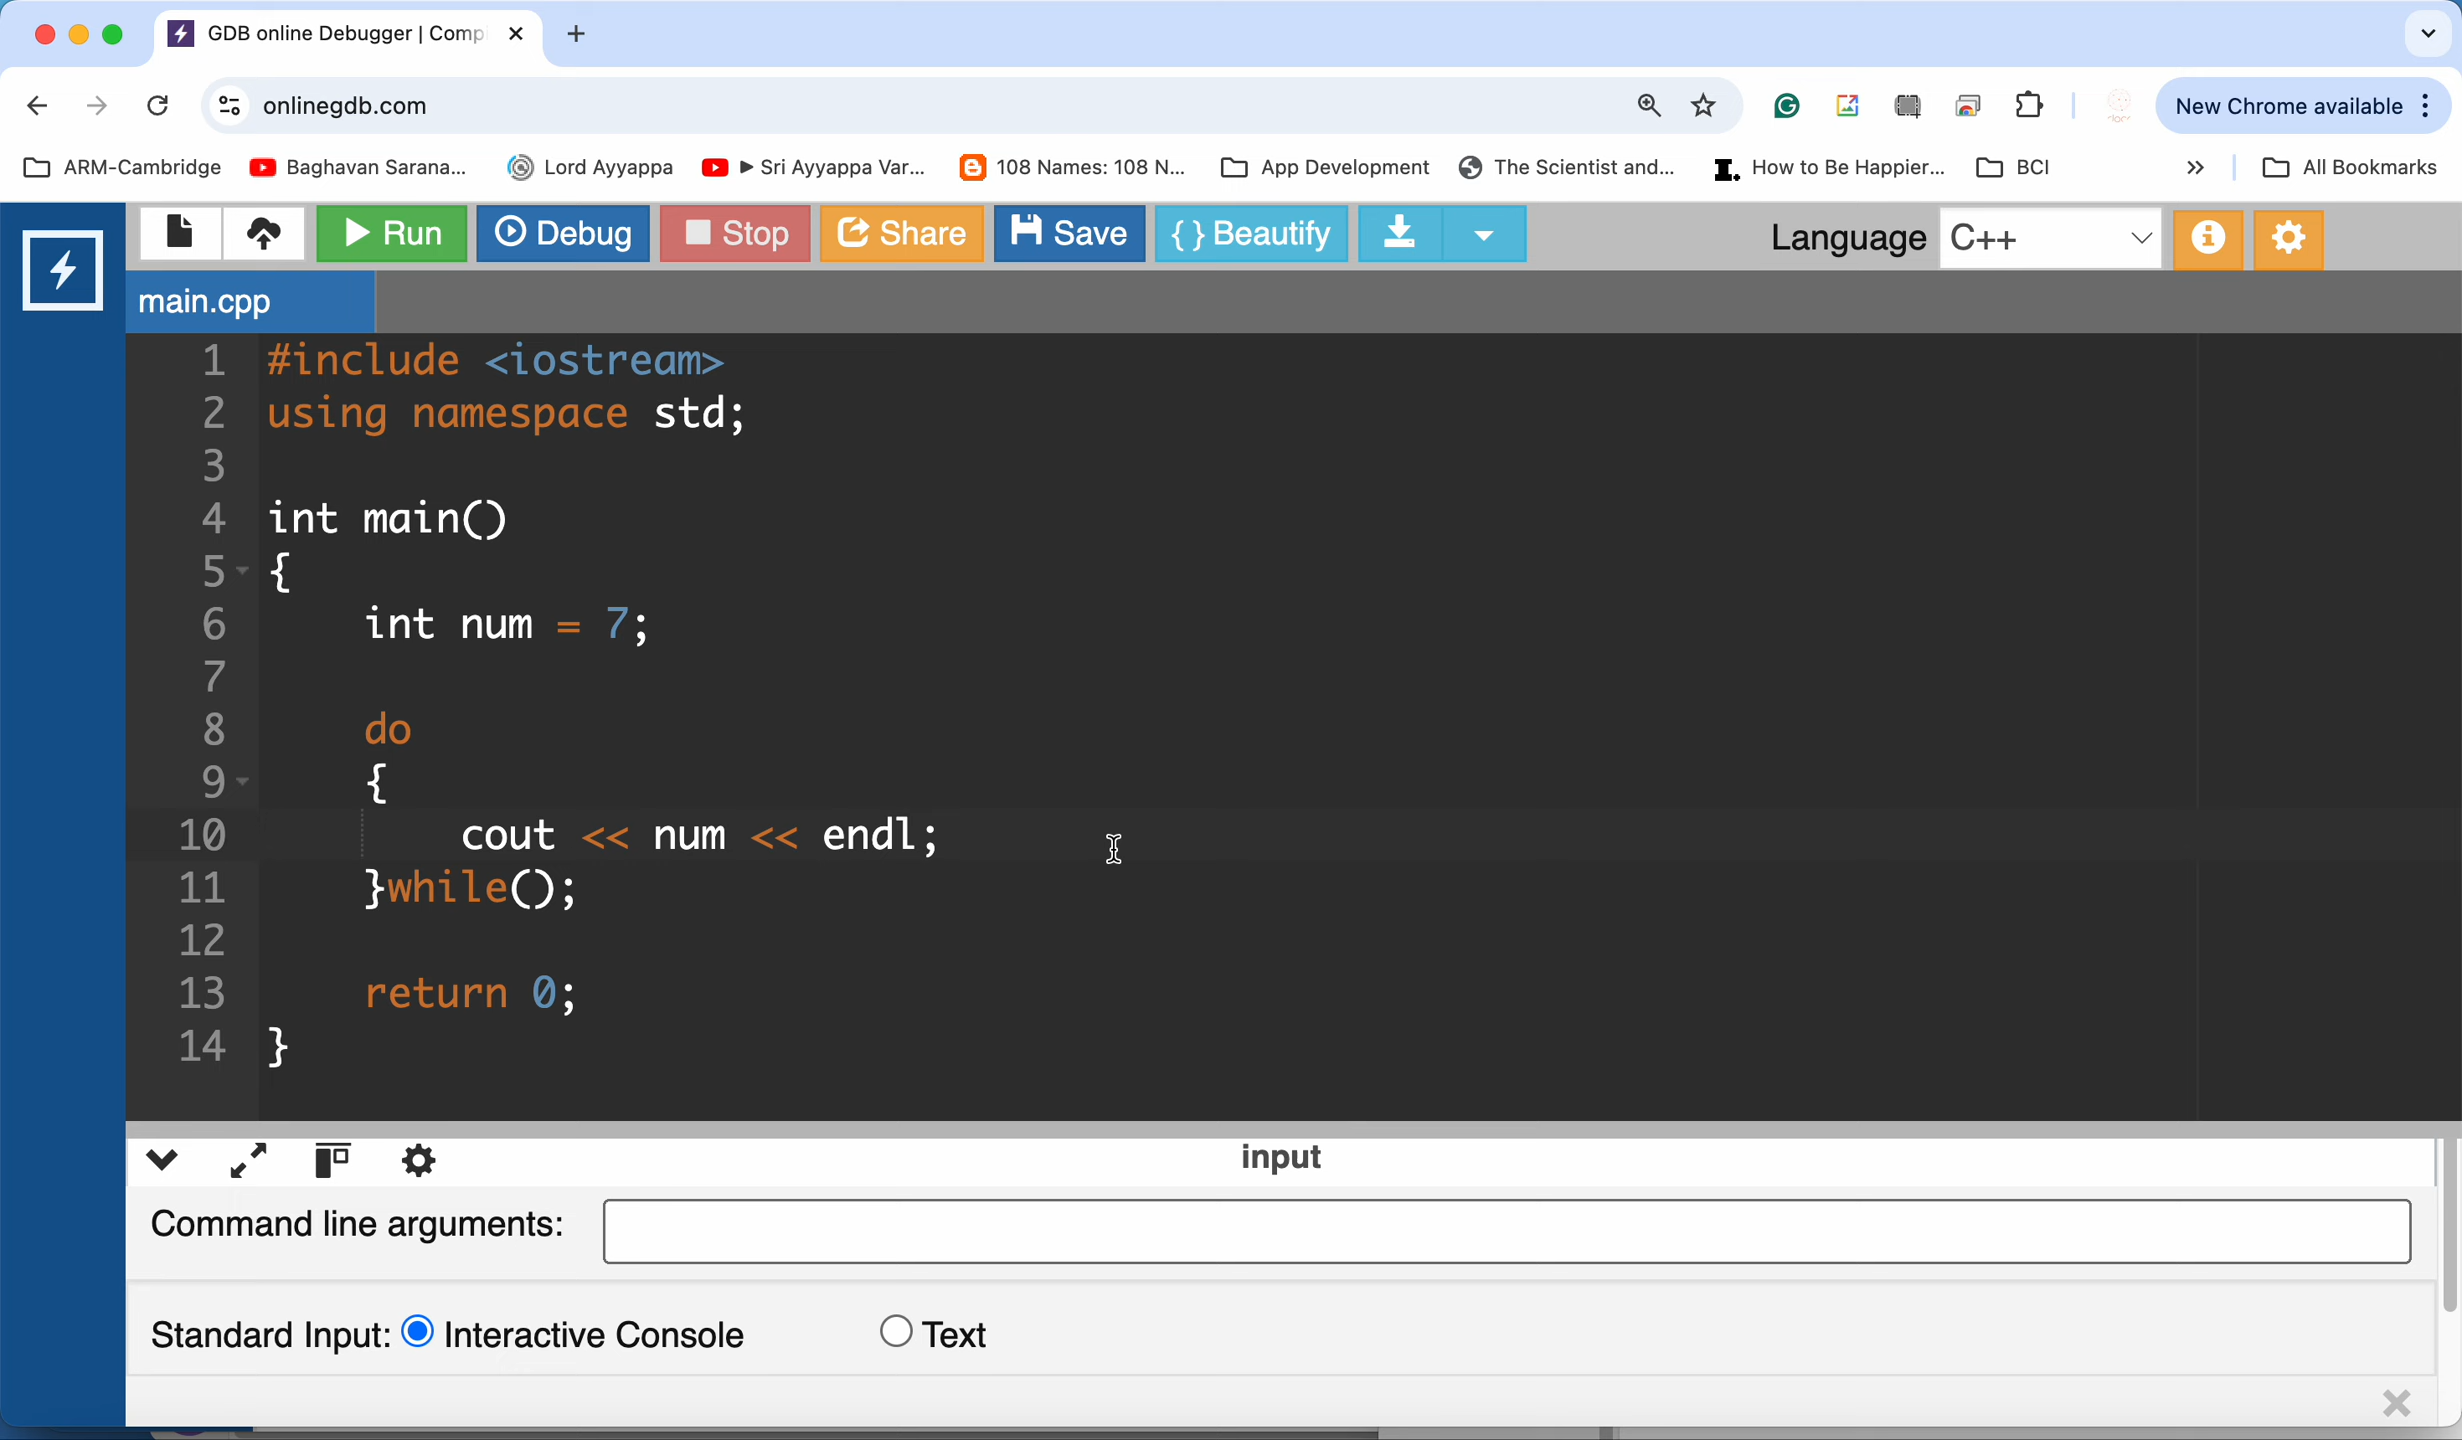 GDB online Debugger | Comp
onlinegdb.com
New Chrome available
ARM-Cambridge
Baghavan Sarana...
Lord Ayyappa
► Sri Ayyappa Var...
108 Names: 108 N...
App Development
The Scientist and...
How to Be Happier...
BCI
»
All Bookmarks
Run
Debug
Stop
Share
Save
{ } Beautify
Language
C++
main.cpp
1 #include <iostream>
2 using namespace std;
3
4 int main()
5 {
6     int num = 7;
7
8     do
9     {
10         cout << num << endl;
11     }while();
12
13     return 0;
14 }
input
Command line arguments:
Standard Input:
Interactive Console
Text